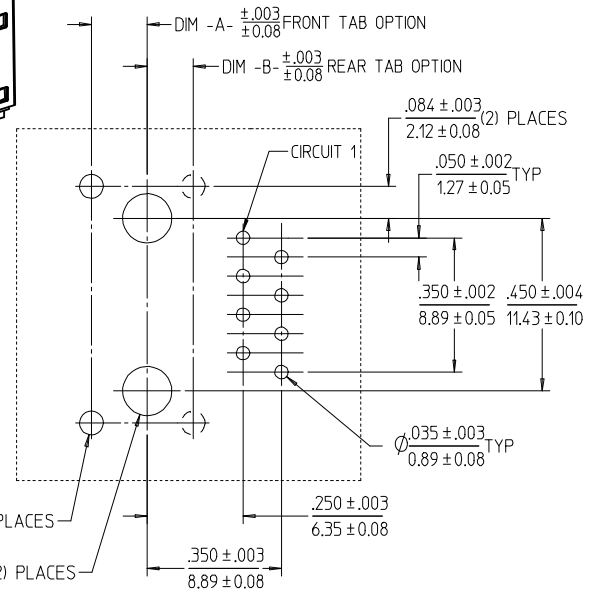 DIM -A- ±.003 FRONT TAB OPTION
±0.08
DIM -B- ±.003 REAR TAB OPTION
±0.08
.084 ±.003 (2) PLACES
2.12 ±0.08
CIRCUIT 1
.050 ±.002 TYP
1.27 ±0.05
.350 ±.002
8.89 ±0.05
.450 ±.004
11.43 ±0.10
Ø .035 ±.003 TYP
0.89 ±0.08
PLACES
.250 ±.003
6.35 ±0.08
2) PLACES
.350 ±.003
8.89 ±0.08